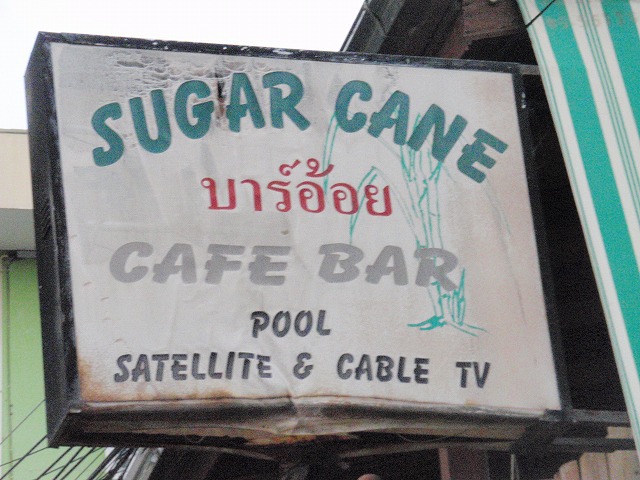 SUGAR CANE
บาร์อ้อย
CAFE BAR
POOL
SATELLITE & CABLE TV